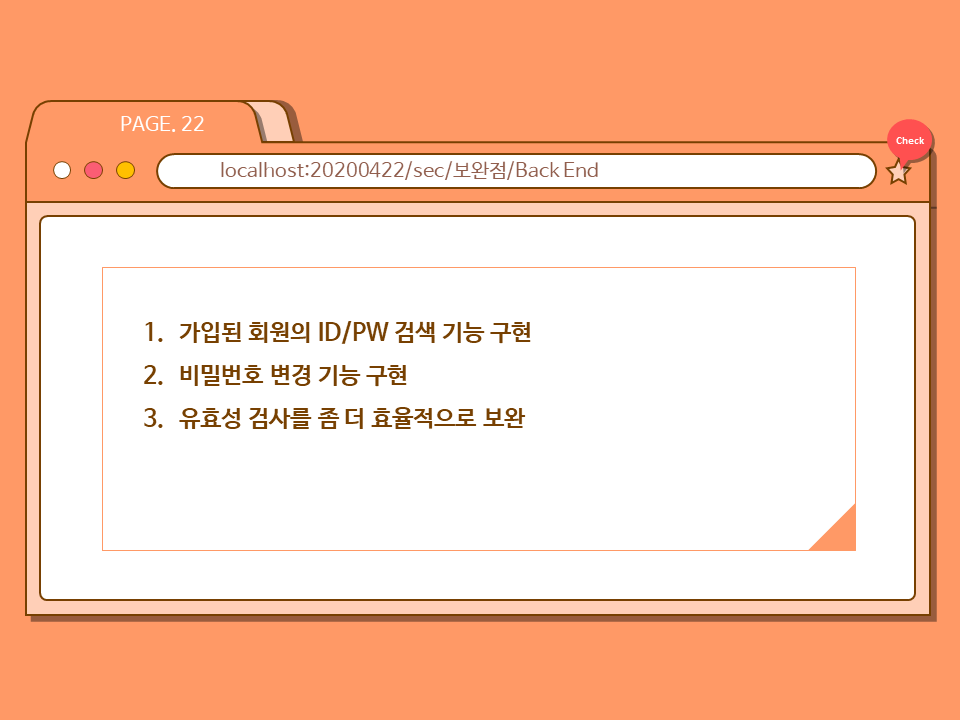 PAGE. 22
Check
localhost:20200422/sec/보완점/Back End
1. 가입된 회원의 ID/PW 검색 기능 구현
2. 비밀번호 변경 기능 구현
3. 유효성 검사를 좀 더 효율적으로 보완